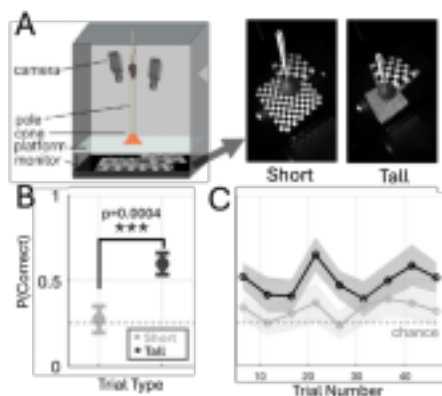 A
camera
pole
cone
platform
monitor
Short
Tall
B
p=0.0004
★★★
P(Correct)
1
0.5
0
Short
Tall
Trial Type
C
chance
10
20
30
40
Trial Number